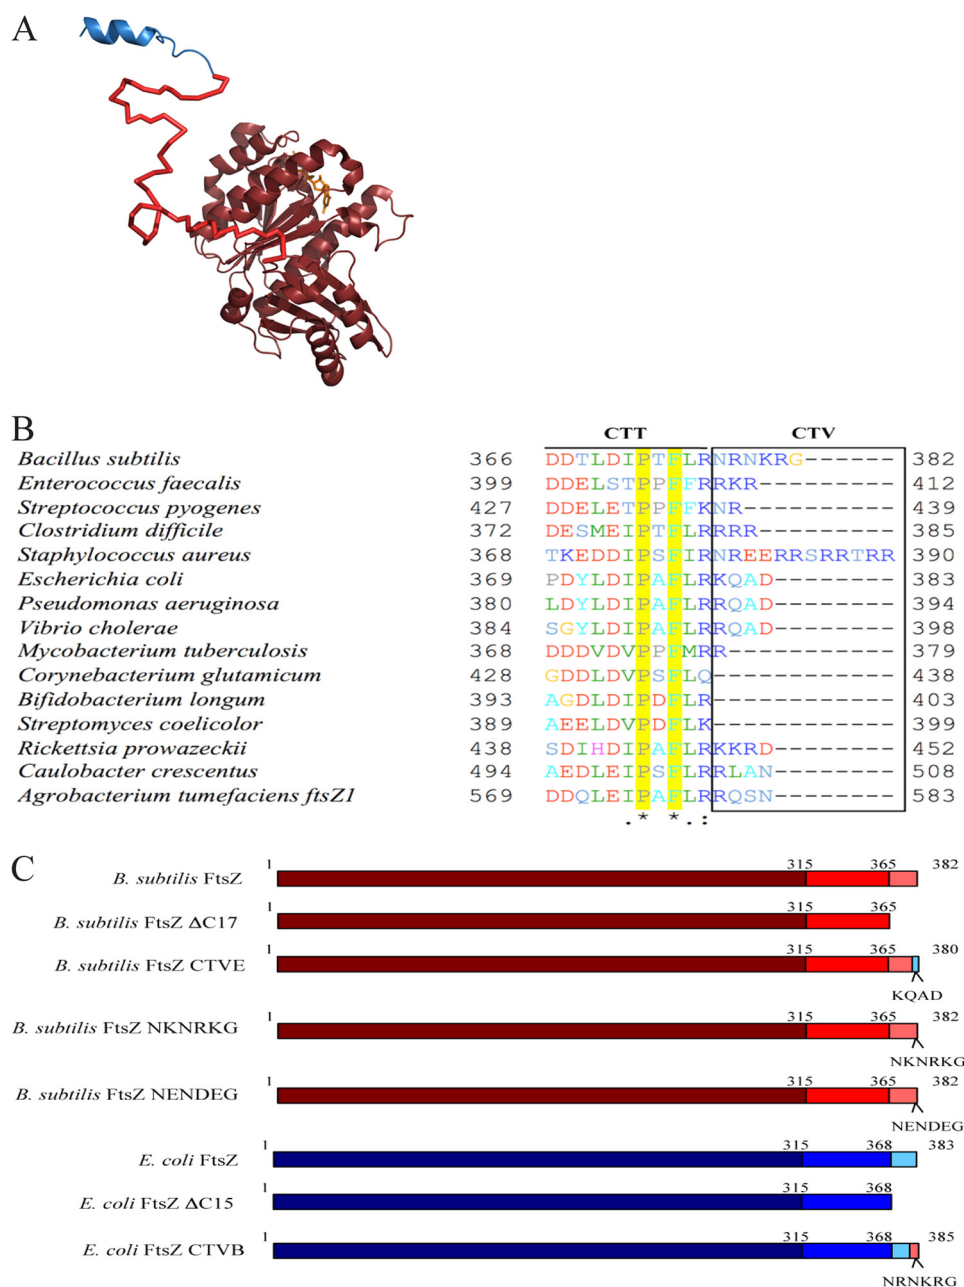 A
B
CTT CTV
Bacillus subtilis 366 DDTLDIPTFLRNRNKRG------ 382
Enterococcus faecalis 399 DDELSTPPFFRRKR--------- 412
Streptococcus pyogenes 427 DDELETPPFFKNR---------- 439
Clostridium difficile 372 DESMEIPTFLRRRR--------- 385
Staphylococcus aureus 368 TKEDDIPSFIRNREERRSRRTRR 390
Escherichia coli 369 PDYLDIPAFLRKQAD-------- 383
Pseudomonas aeruginosa 380 LDYLDIPAFLRRQAD-------- 394
Vibrio cholerae 384 SGYLDIPAFLRRQAD-------- 398
Mycobacterium tuberculosis 368 DDDVDVPPFMRR----------- 379
Corynebacterium glutamicum 428 GDDLDVPSFLQ------------ 438
Bifidobacterium longum 393 AGDLDIPDFLR------------ 403
Streptomyces coelicolor 389 AEELDVPDFLK------------ 399
Rickettsia prowazeckii 438 SDIHDIPAFLRKKRD-------- 452
Caulobacter crescentus 494 AEDLEIPSFLRRLAN-------- 508
Agrobacterium tumefaciens ftsZ1 569 DDQLEIPAFLRRQSN-------- 583
.* *.:
C
1 315 365 382
B. subtilis FtsZ
1 315 365
B. subtilis FtsZ ΔC17
1 315 365 380
B. subtilis FtsZ CTVE
KQAD
1 315 365 382
B. subtilis FtsZ NKNRKG
NKNRKG
1 315 365 382
B. subtilis FtsZ NENDEG
NENDEG
1 315 368 383
E. coli FtsZ
1 315 368
E. coli FtsZ ΔC15
1 315 368 385
E. coli FtsZ CTVB
NRNKRG